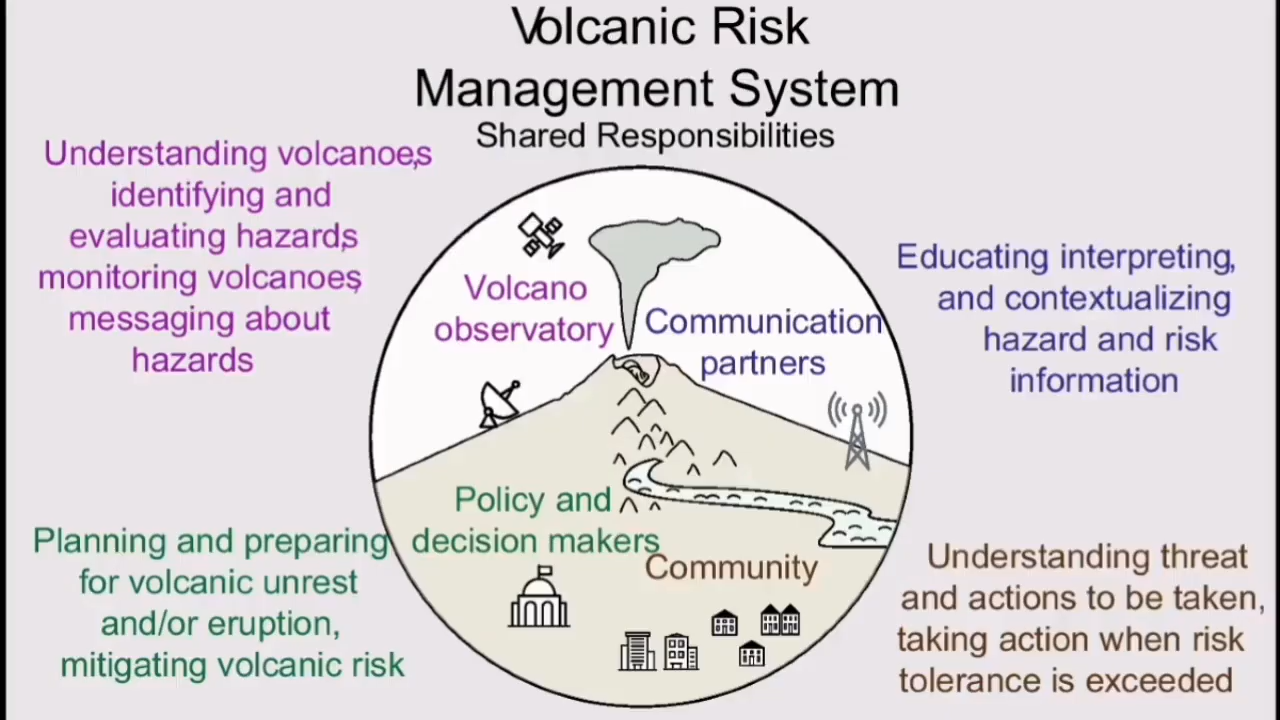 Volcanic Risk
Management System
Shared Responsibilities
Understanding volcanoes,
identifying and
evaluating hazards,
monitoring volcanoes,
messaging about
hazards
Volcano
observatory
Communication
partners
Educating interpreting,
and contextualizing
hazard and risk
information
Policy and
decision makers
Planning and preparing
for volcanic unrest
and/or eruption,
mitigating volcanic risk
Community
Understanding threat
and actions to be taken,
taking action when risk
tolerance is exceeded